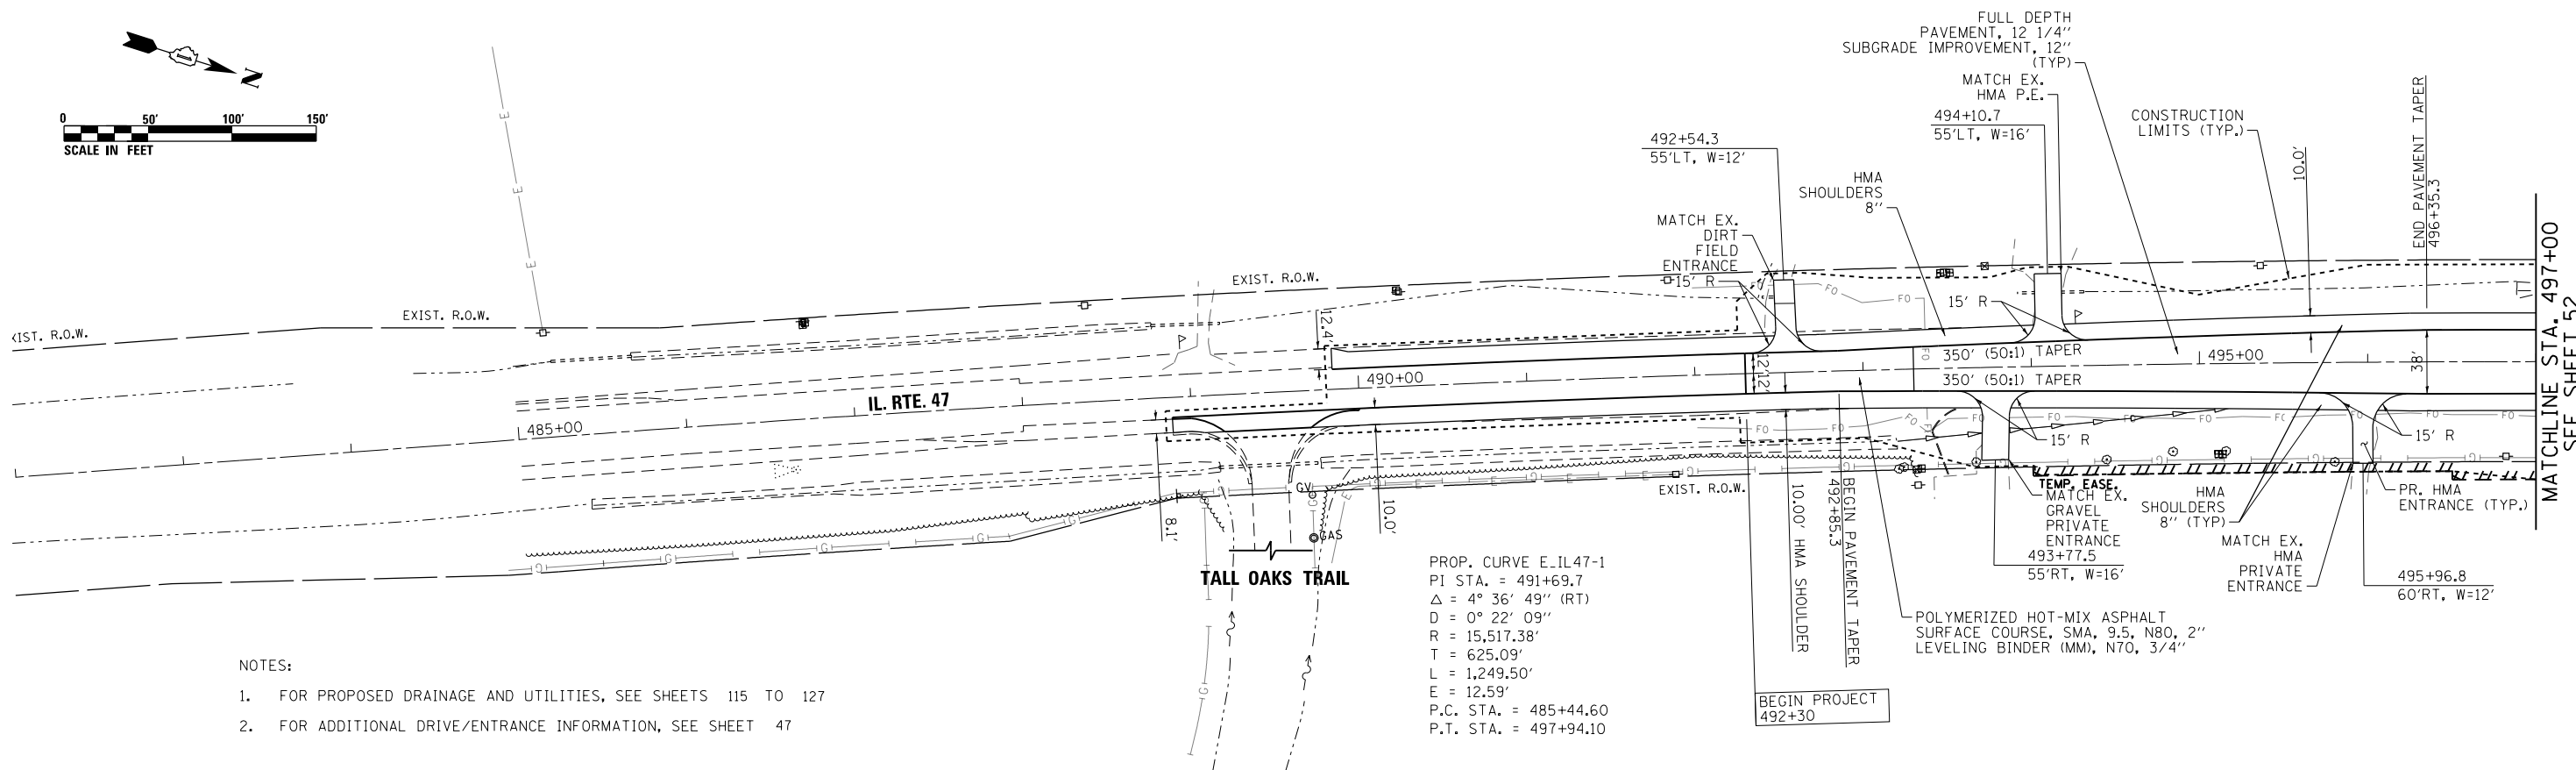 N
0 50' 100' 150'
SCALE IN FEET
FULL DEPTH
PAVEMENT, 12 1/4"
SUBGRADE IMPROVEMENT, 12"
(TYP)
MATCH EX.
HMA P.E.
494+10.7
55'LT, W=16'
CONSTRUCTION
LIMITS (TYP.)
10.0'
END PAVEMENT TAPER
496+35.3
492+54.3
55'LT, W=12'
HMA
SHOULDERS
8"
MATCH EX.
DIRT
FIELD
ENTRANCE
15' R
15' R
EXIST. R.O.W.
EXIST. R.O.W.
EXIST. R.O.W.
12.4'
350' (50:1) TAPER
350' (50:1) TAPER
495+00
38'
12'
12'
490+00
IL. RTE. 47
485+00
MATCHLINE STA. 497+00
SEE SHEET 52
15' R
15' R
8.1'
10.0'
GV
GAS
TALL OAKS TRAIL
EXIST. R.O.W.
10.00' HMA SHOULDER
BEGIN PAVEMENT TAPER
492+85.3
TEMP. EASE.
MATCH EX.
GRAVEL
PRIVATE
ENTRANCE
493+77.5
55'RT, W=16'
HMA
SHOULDERS
8" (TYP)
MATCH EX.
HMA
PRIVATE
ENTRANCE
PR. HMA
ENTRANCE (TYP.)
495+96.8
60'RT, W=12'
POLYMERIZED HOT-MIX ASPHALT
SURFACE COURSE, SMA, 9.5, N80, 2"
LEVELING BINDER (MM), N70, 3/4"
BEGIN PROJECT
492+30
PROP. CURVE E_IL47-1
PI STA. = 491+69.7
Δ = 4° 36' 49" (RT)
D = 0° 22' 09"
R = 15,517.38'
T = 625.09'
L = 1,249.50'
E = 12.59'
P.C. STA. = 485+44.60
P.T. STA. = 497+94.10
NOTES:
1. FOR PROPOSED DRAINAGE AND UTILITIES, SEE SHEETS 115 TO 127
2. FOR ADDITIONAL DRIVE/ENTRANCE INFORMATION, SEE SHEET 47